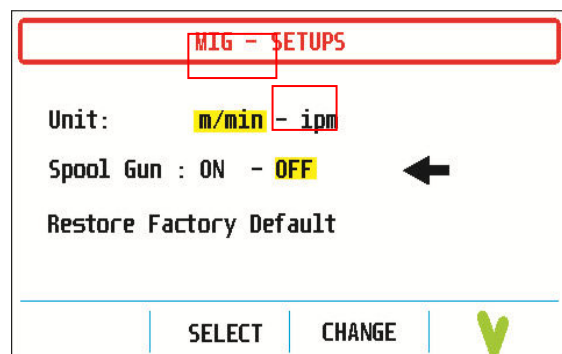 MIG - SETUPS
Unit: m/min - ipm
Spool Gun : ON - OFF
Restore Factory Default
SELECT CHANGE